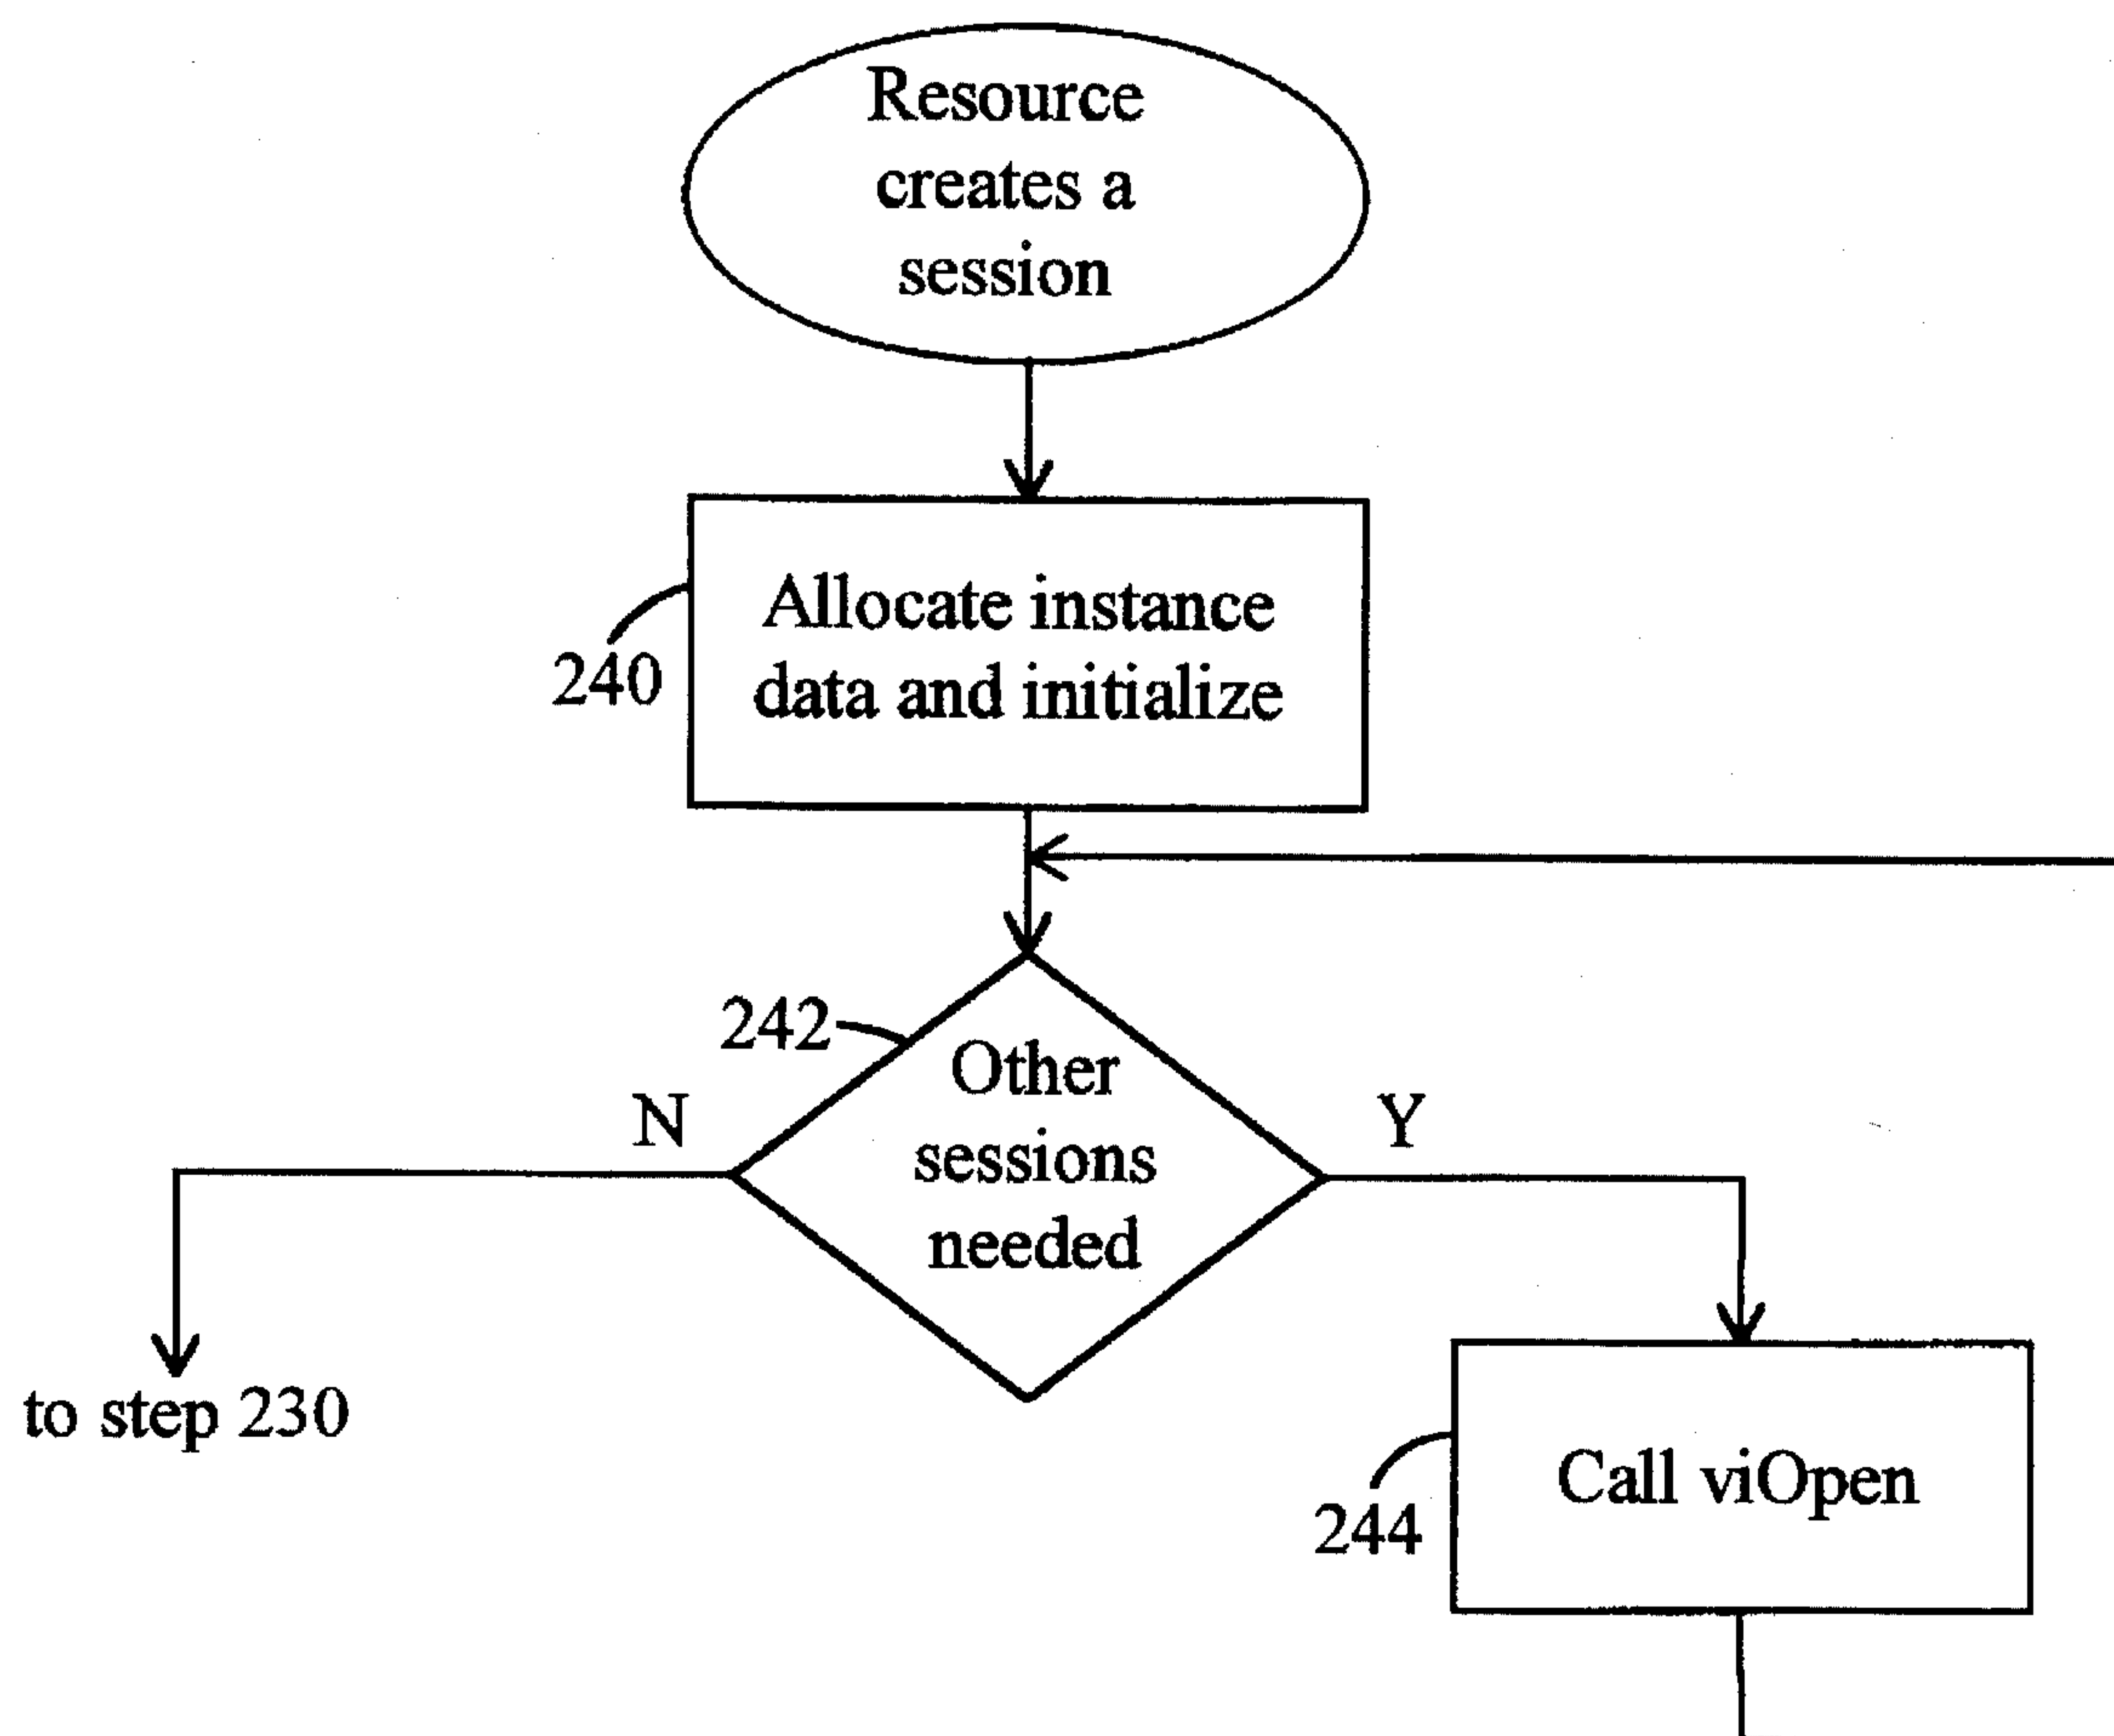 Resource
creates a
session
Allocate instance
data and initialize
240
242
Other
sessions
needed
N
Y
to step 230
Call viOpen
244